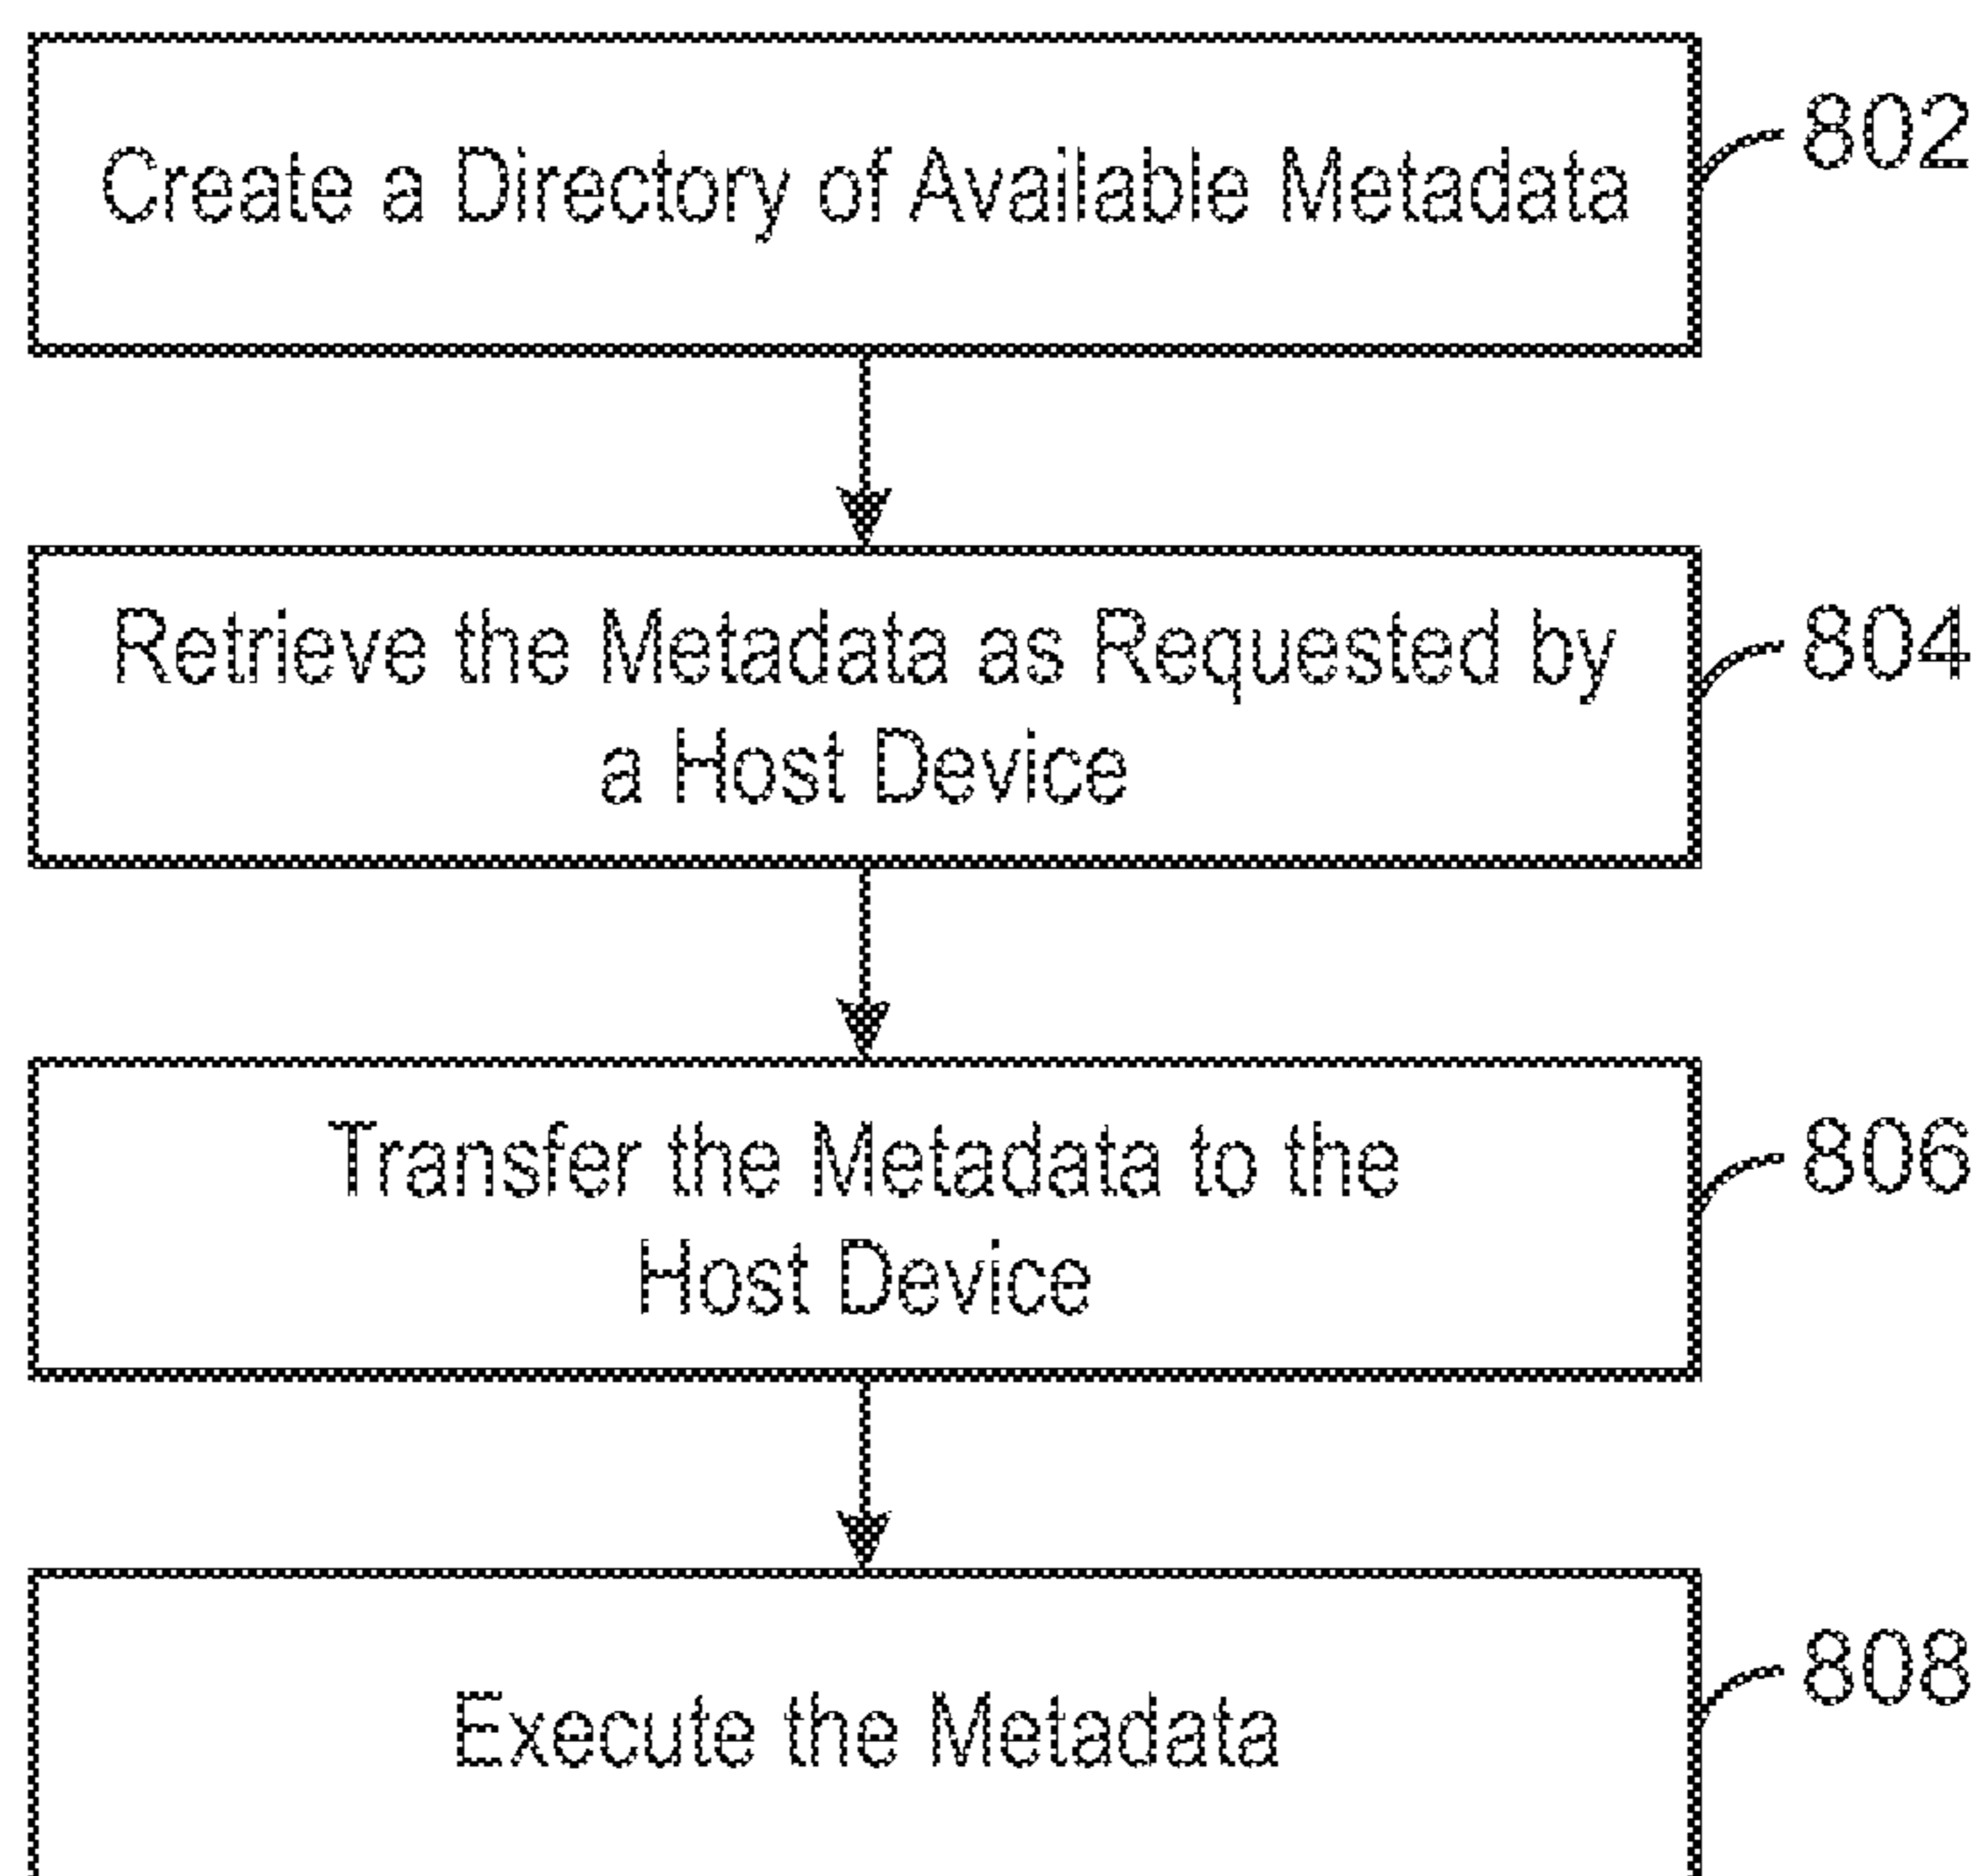 Create a Directory of Available Metadata
802
Retrieve the Metadata as Requested by
a Host Device
804
Transfer the Metadata to the
Host Device
806
Execute the Metadata
808